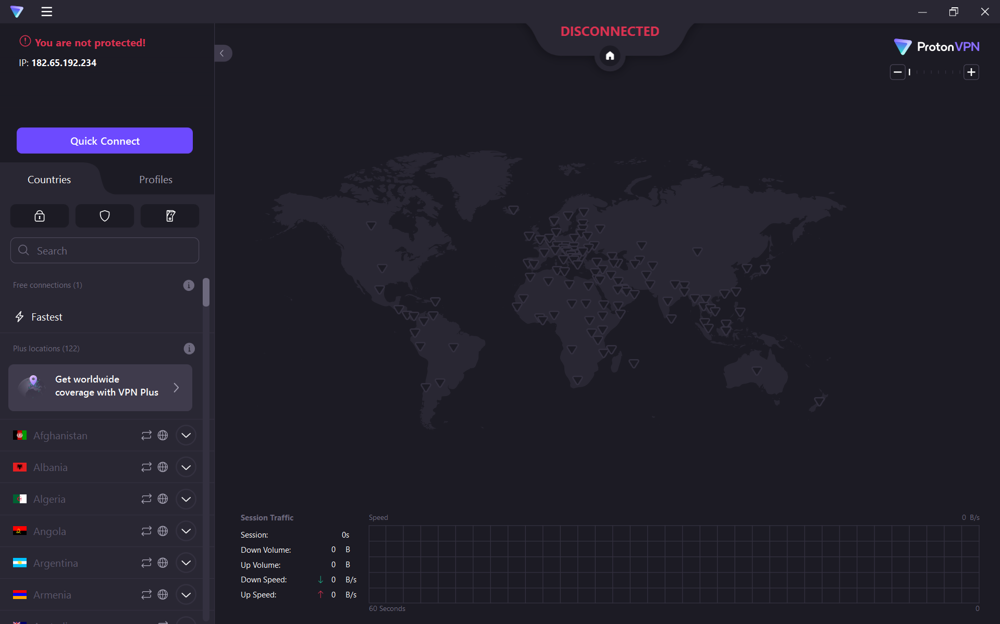 DISCONNECTED
You are not protected!
IP: 182.65.192.234
ProtonVPN
Quick Connect
Countries
Profiles
Search
Free connections (1)
Fastest
Plus locations (122)
Get worldwide
coverage with VPN Plus
Afghanistan
Albania
Algeria
Angola
Argentina
Armenia
Session Traffic
Session: 0s
Down Volume: 0 B
Up Volume: 0 B
Down Speed: 0 B/s
Up Speed: 0 B/s
Speed
0 B/s
60 Seconds
0